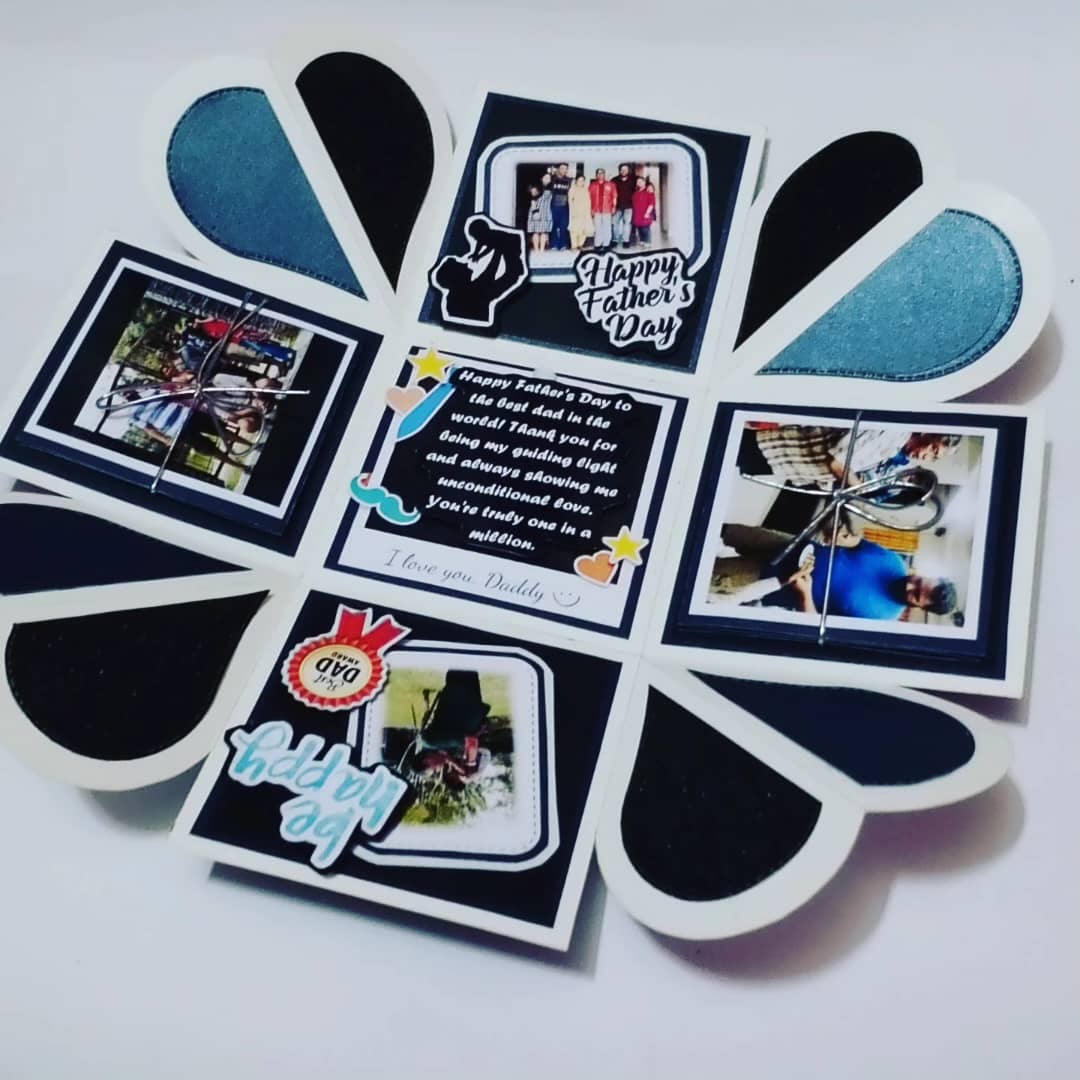 Happy
Father's
Day
Happy Father's Day to
the best dad in the
world! Thank you for
being my guiding light
and always showing me
unconditional love.
You're truly one in a
million.
I love you, Daddy
Best
DAD
AWARD
be
happy